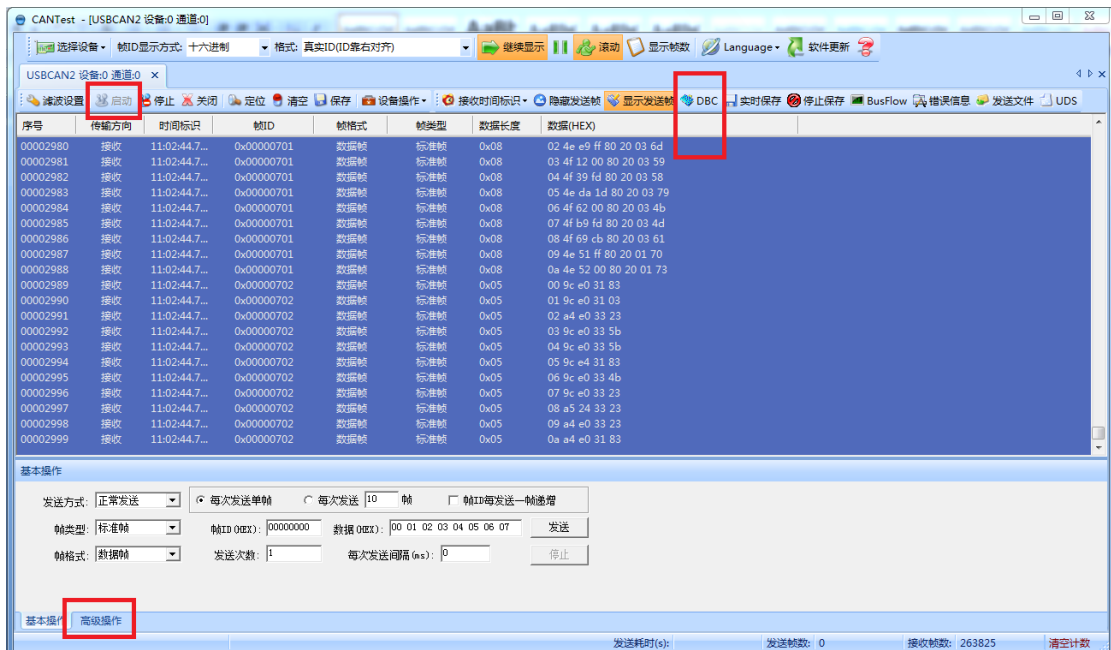 CANTest - [USBCAN2 设备:0 通道:0]
选择设备 帧ID显示方式: 十六进制 格式: 真实ID(ID靠右对齐) 继续显示 滚动 显示帧数 Language 软件更新
USBCAN2 设备:0 通道:0 ×
滤波设置 启动 停止 关闭 定位 清空 保存 设备操作 接收时间标识 隐藏发送帧 显示发送帧 DBC 实时保存 停止保存 BusFlow 错误信息 发送文件 UDS
序号 传输方向 时间标识 帧ID 帧格式 帧类型 数据长度 数据(HEX)
00002980 接收 11:02:44.7... 0x00000701 数据帧 标准帧 0x08 02 4e e9 ff 80 20 03 6d
00002981 接收 11:02:44.7... 0x00000701 数据帧 标准帧 0x08 03 4f 12 00 80 20 03 59
00002982 接收 11:02:44.7... 0x00000701 数据帧 标准帧 0x08 04 4f 39 fd 80 20 03 58
00002983 接收 11:02:44.7... 0x00000701 数据帧 标准帧 0x08 05 4e da 1d 80 20 03 79
00002984 接收 11:02:44.7... 0x00000701 数据帧 标准帧 0x08 06 4f 62 00 80 20 03 4b
00002985 接收 11:02:44.7... 0x00000701 数据帧 标准帧 0x08 07 4f b9 fd 80 20 03 4d
00002986 接收 11:02:44.7... 0x00000701 数据帧 标准帧 0x08 08 4f 69 cb 80 20 03 61
00002987 接收 11:02:44.7... 0x00000701 数据帧 标准帧 0x08 09 4e 51 ff 80 20 01 70
00002988 接收 11:02:44.7... 0x00000701 数据帧 标准帧 0x08 0a 4e 52 00 80 20 01 73
00002989 接收 11:02:44.7... 0x00000702 数据帧 标准帧 0x05 00 9c e0 31 83
00002990 接收 11:02:44.7... 0x00000702 数据帧 标准帧 0x05 01 9c e0 31 03
00002991 接收 11:02:44.7... 0x00000702 数据帧 标准帧 0x05 02 a4 e0 33 23
00002992 接收 11:02:44.7... 0x00000702 数据帧 标准帧 0x05 03 9c e0 33 5b
00002993 接收 11:02:44.7... 0x00000702 数据帧 标准帧 0x05 04 9c e0 33 5b
00002994 接收 11:02:44.7... 0x00000702 数据帧 标准帧 0x05 05 9c e4 31 83
00002995 接收 11:02:44.7... 0x00000702 数据帧 标准帧 0x05 06 9c e0 33 4b
00002996 接收 11:02:44.7... 0x00000702 数据帧 标准帧 0x05 07 9c e0 33 23
00002997 接收 11:02:44.7... 0x00000702 数据帧 标准帧 0x05 08 a5 24 33 23
00002998 接收 11:02:44.7... 0x00000702 数据帧 标准帧 0x05 09 a4 e0 33 23
00002999 接收 11:02:44.7... 0x00000702 数据帧 标准帧 0x05 0a a4 e0 31 83
基本操作
发送方式: 正常发送 每次发送单帧 每次发送 10 帧 帧ID每发送一帧递增
帧类型: 标准帧 帧ID(HEX): 00000000 数据(HEX): 00 01 02 03 04 05 06 07 发送
帧格式: 数据帧 发送次数: 1 每次发送间隔(ms): 0 停止
基本操作 高级操作
发送耗时(s): 发送帧数: 0 接收帧数: 263825 清空计数